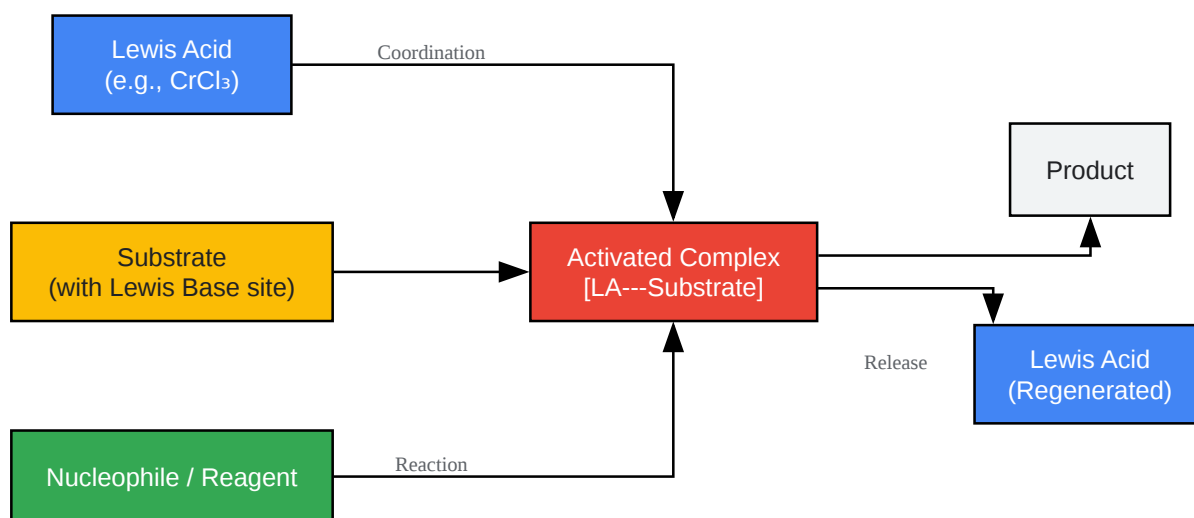 Lewis Acid
(e.g., CrCl₃)
Coordination
Product
Substrate
(with Lewis Base site)
Activated Complex
[LA---Substrate]
Release
Lewis Acid
(Regenerated)
Reaction
Nucleophile / Reagent